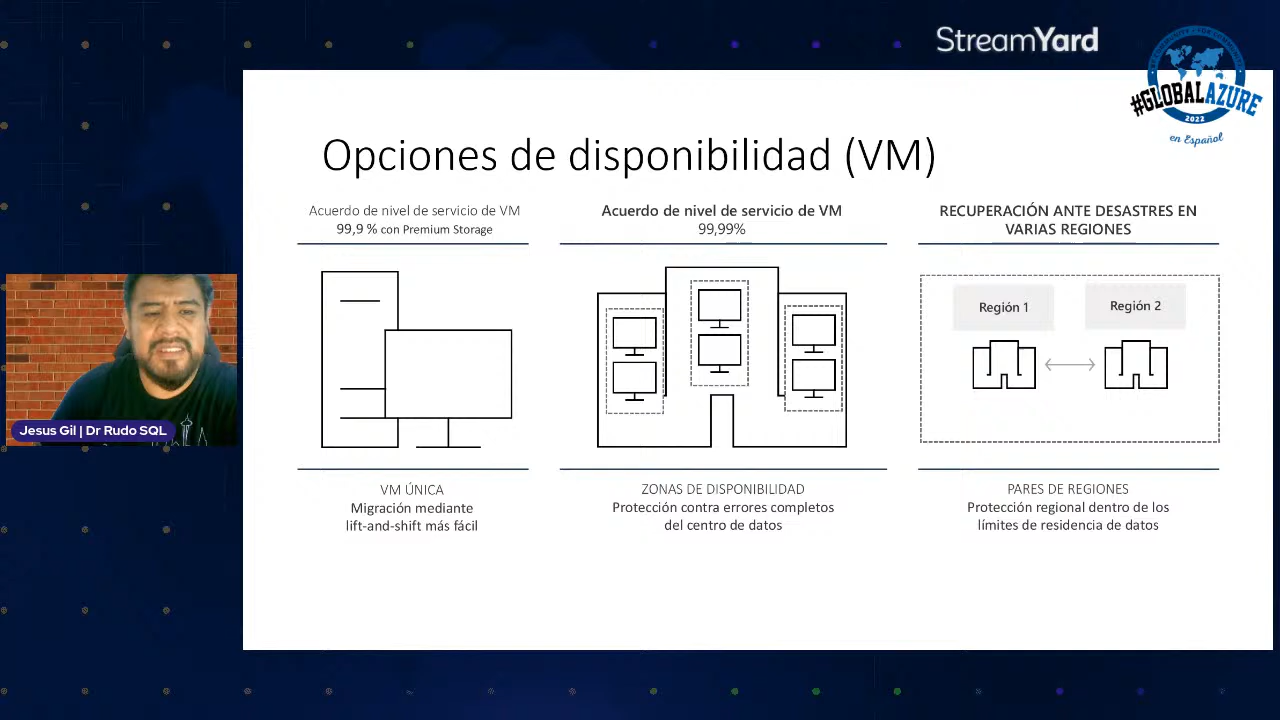 StreamYard
#GLOBALAZURE
2022
en Español
Opciones de disponibilidad (VM)
Acuerdo de nivel de servicio de VM
99,9 % con Premium Storage
Acuerdo de nivel de servicio de VM
99,99%
RECUPERACIÓN ANTE DESASTRES EN
VARIAS REGIONES
Región 1
Región 2
Jesus Gil | Dr Rudo SQL
VM ÚNICA
Migración mediante
lift-and-shift más fácil
ZONAS DE DISPONIBILIDAD
Protección contra errores completos
del centro de datos
PARES DE REGIONES
Protección regional dentro de los
límites de residencia de datos